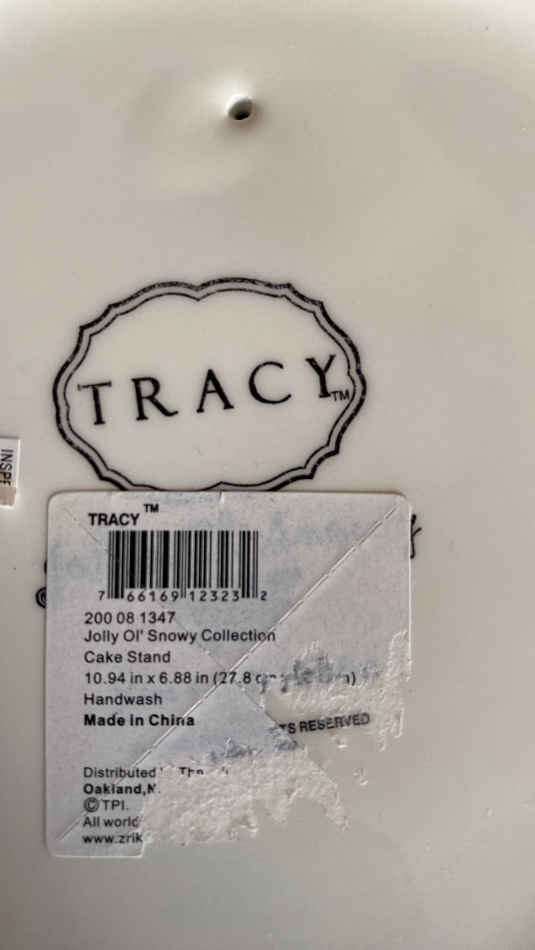 TRACY™
INSPE
TRACY™
7 66169 12323 2
200 08 1347
Jolly Ol' Snowy Collection
Cake Stand
10.94 in x 6.88 in (27.8 c
Handwash
Made in China
TS RESERVED
Distributed
Oakland,N.
©TPI.
All world
www.zrik